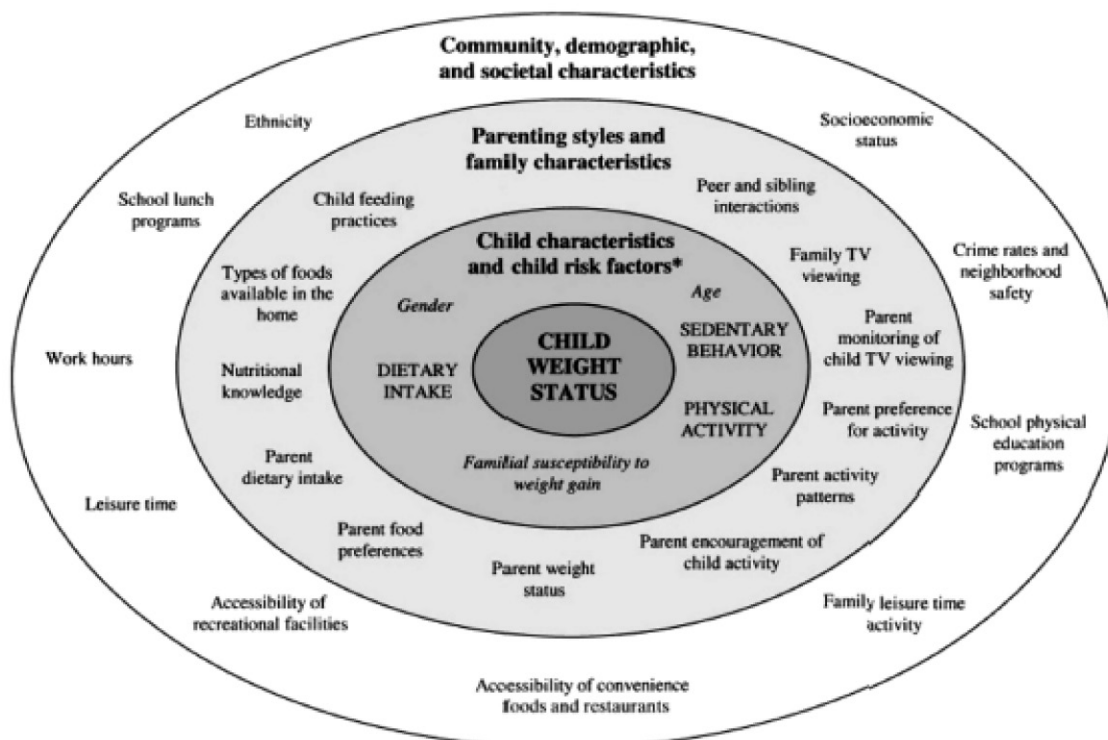 Community, demographic,
and societal characteristics
Ethnicity
Socioeconomic
status
Parenting styles and
family characteristics
School lunch
programs
Child feeding
practices
Peer and sibling
interactions
Child characteristics
and child risk factors*
Family TV
viewing
Crime rates and
neighborhood
safety
Types of foods
available in the
home
Gender
Age
Parent
monitoring of
child TV viewing
SEDENTARY
BEHAVIOR
CHILD
WEIGHT
STATUS
Work hours
Nutritional
knowledge
DIETARY
INTAKE
PHYSICAL
ACTIVITY
Parent preference
for activity
School physical
education
programs
Parent
dietary intake
Familial susceptibility to
weight gain
Parent activity
patterns
Leisure time
Parent food
preferences
Parent weight
status
Parent encouragement of
child activity
Accessibility of
recreational facilities
Family leisure time
activity
Accessibility of convenience
foods and restaurants